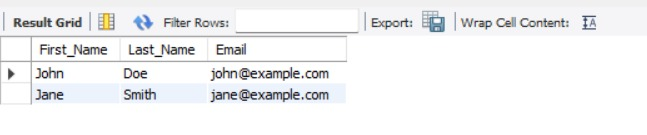 Result Grid Filter Rows: Export: Wrap Cell Content: IA
First_Name Last_Name Email
John Doe john@example.com
Jane Smith jane@example.com